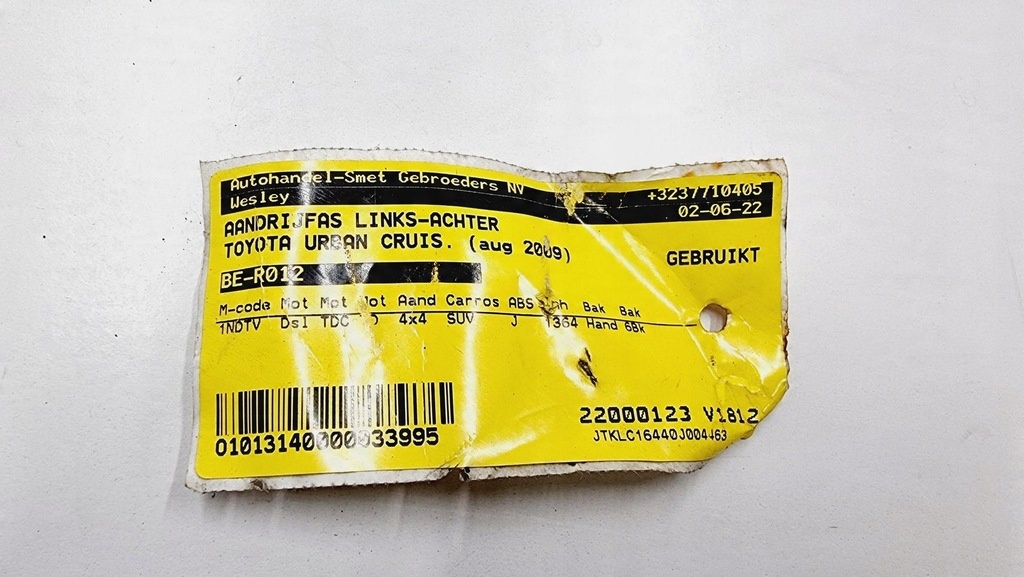 Autohandel-Smet Gebroeders NV +3237710405
Wesley 02-06-22
AANDRIJFAS LINKS-ACHTER
TOYOTA URBAN CRUIS. (aug 2009) GEBRUIKT
BE-R012
M-code Mot Mot Mot Aand Carros ABS Bak Bak
1NDTV Dsl TDC 4x4 SUV J 1364 Hand 6Bk
22000123 V1812
0101314000033995